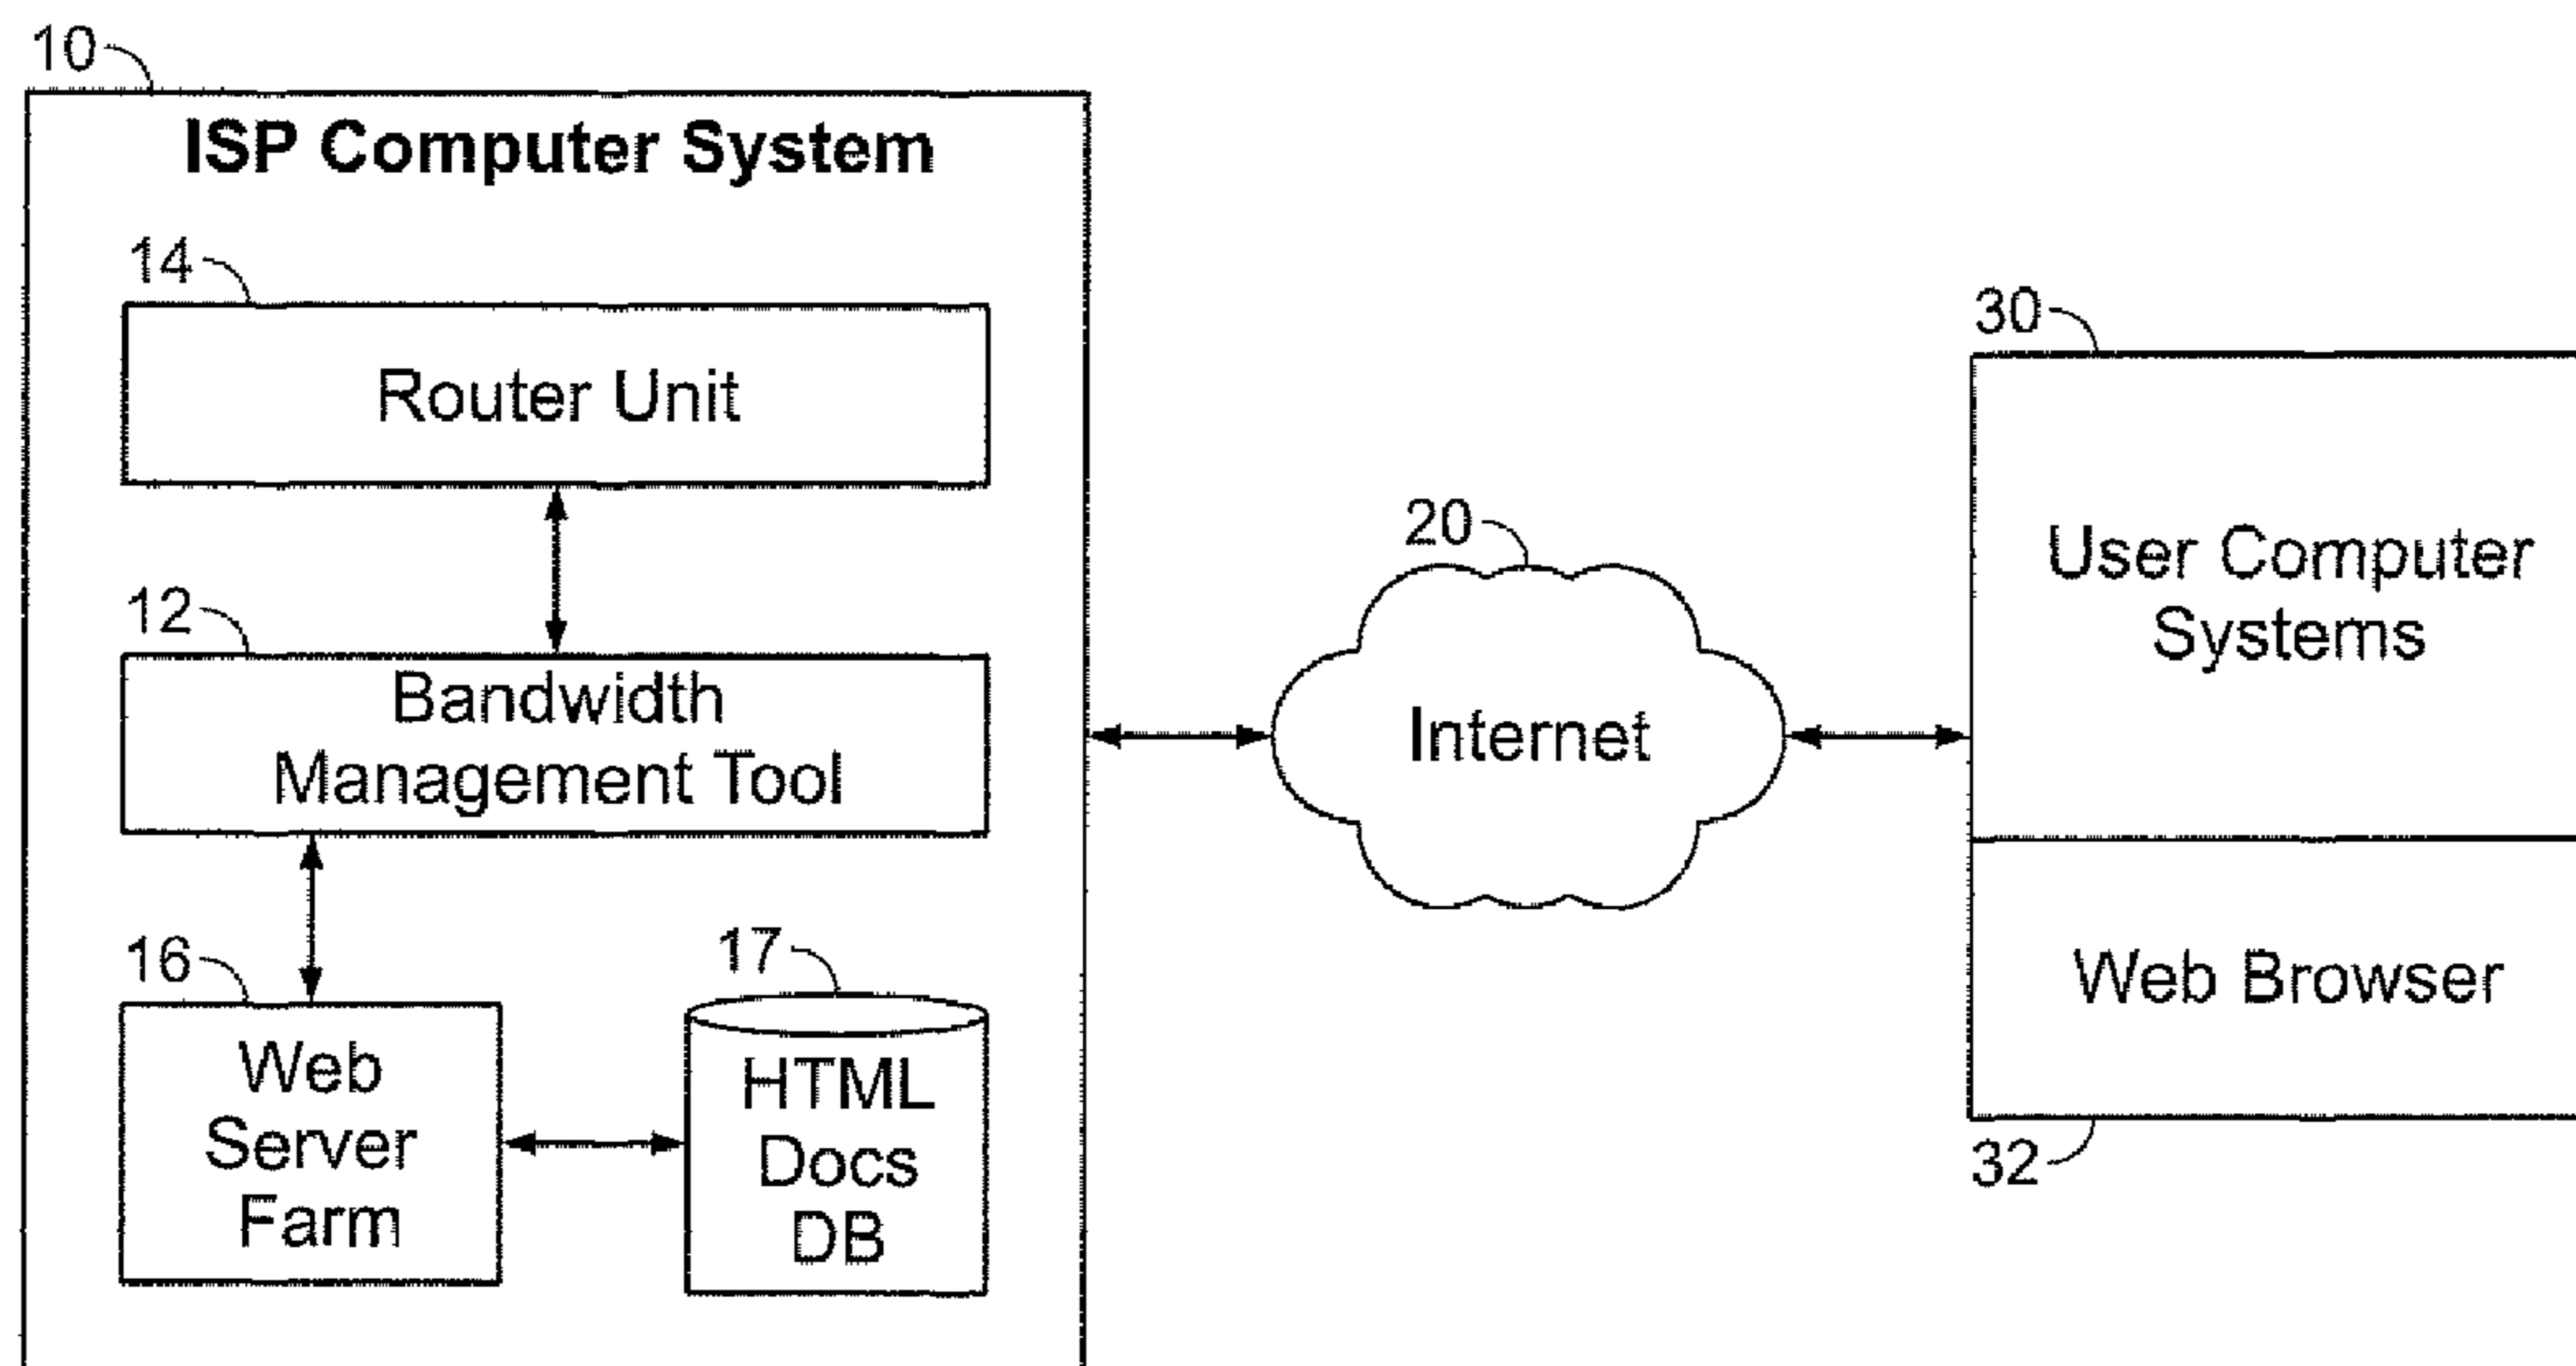 10
ISP Computer System
14
Router Unit
12
Bandwidth
Management Tool
16
Web
Server
Farm
17
HTML
Docs
DB
20
Internet
30
User Computer
Systems
Web Browser
32